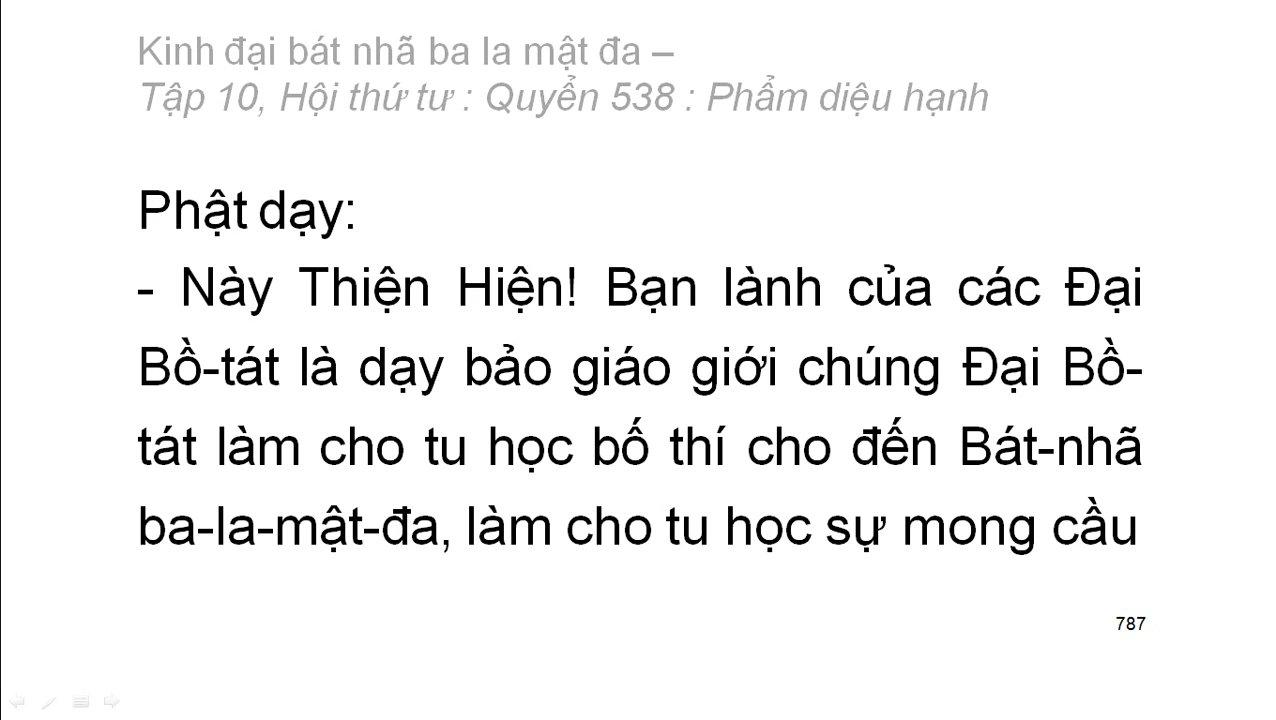 Kinh đại bát nhã ba la mật đa –
Tập 10, Hội thứ tư : Quyển 538 : Phẩm diệu hạnh
Phật dạy:
- Này Thiện Hiện! Bạn lành của các Đại
Bồ-tát là dạy bảo giáo giới chúng Đại Bồ-
tát làm cho tu học bố thí cho đến Bát-nhã
ba-la-mật-đa, làm cho tu học sự mong cầu
787